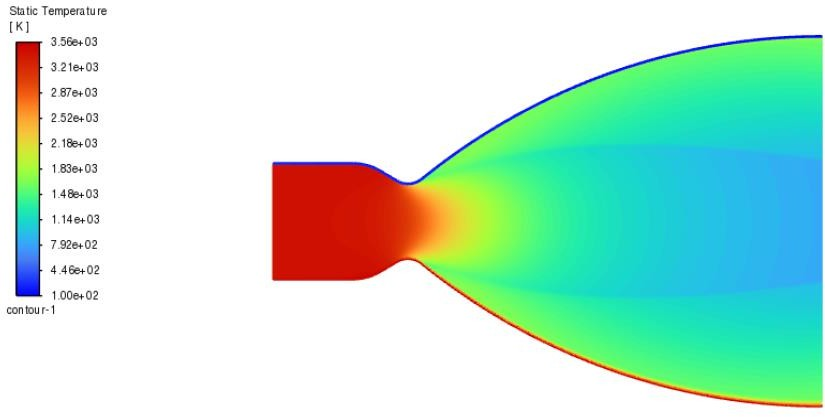 Static Temperature
[ K ]
3.56e+03
3.21e+03
2.87e+03
2.52e+03
2.18e+03
1.83e+03
1.48e+03
1.14e+03
7.92e+02
4.46e+02
1.00e+02
contour-1